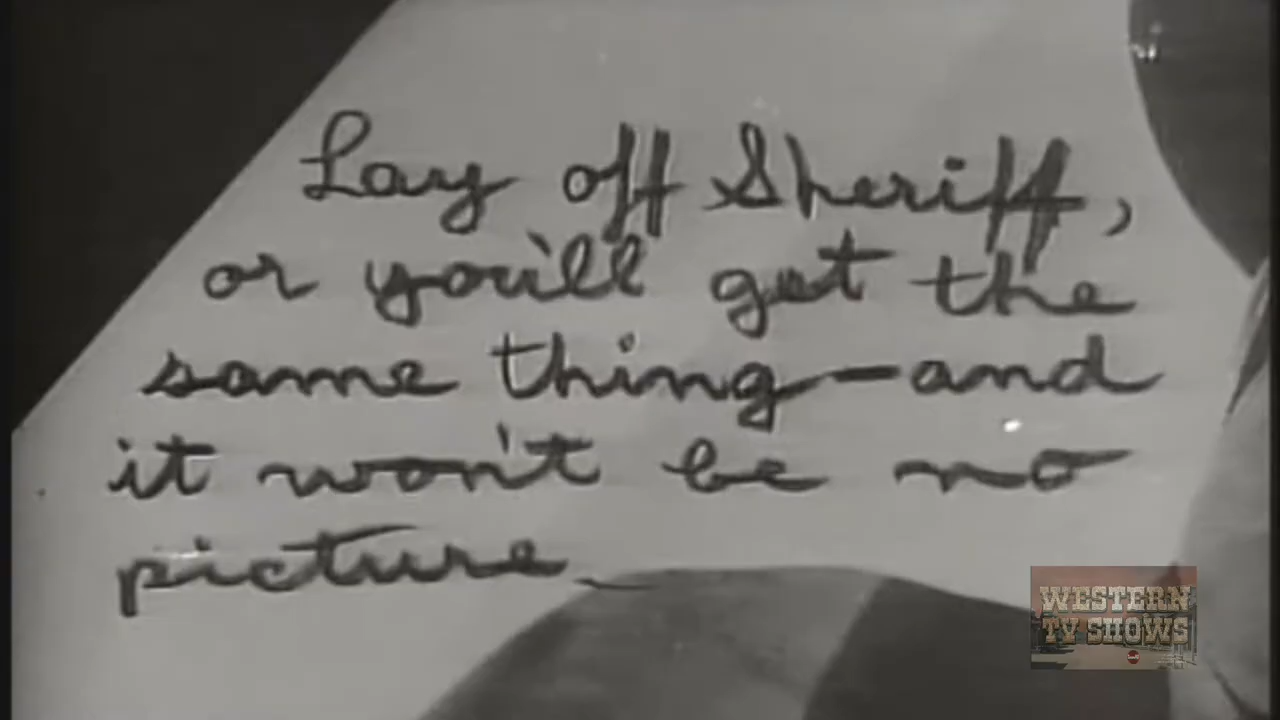 Lay off Sheriff,
or you'll get the
same thing—and
it won't be no
picture
WESTERN
TV SHOWS